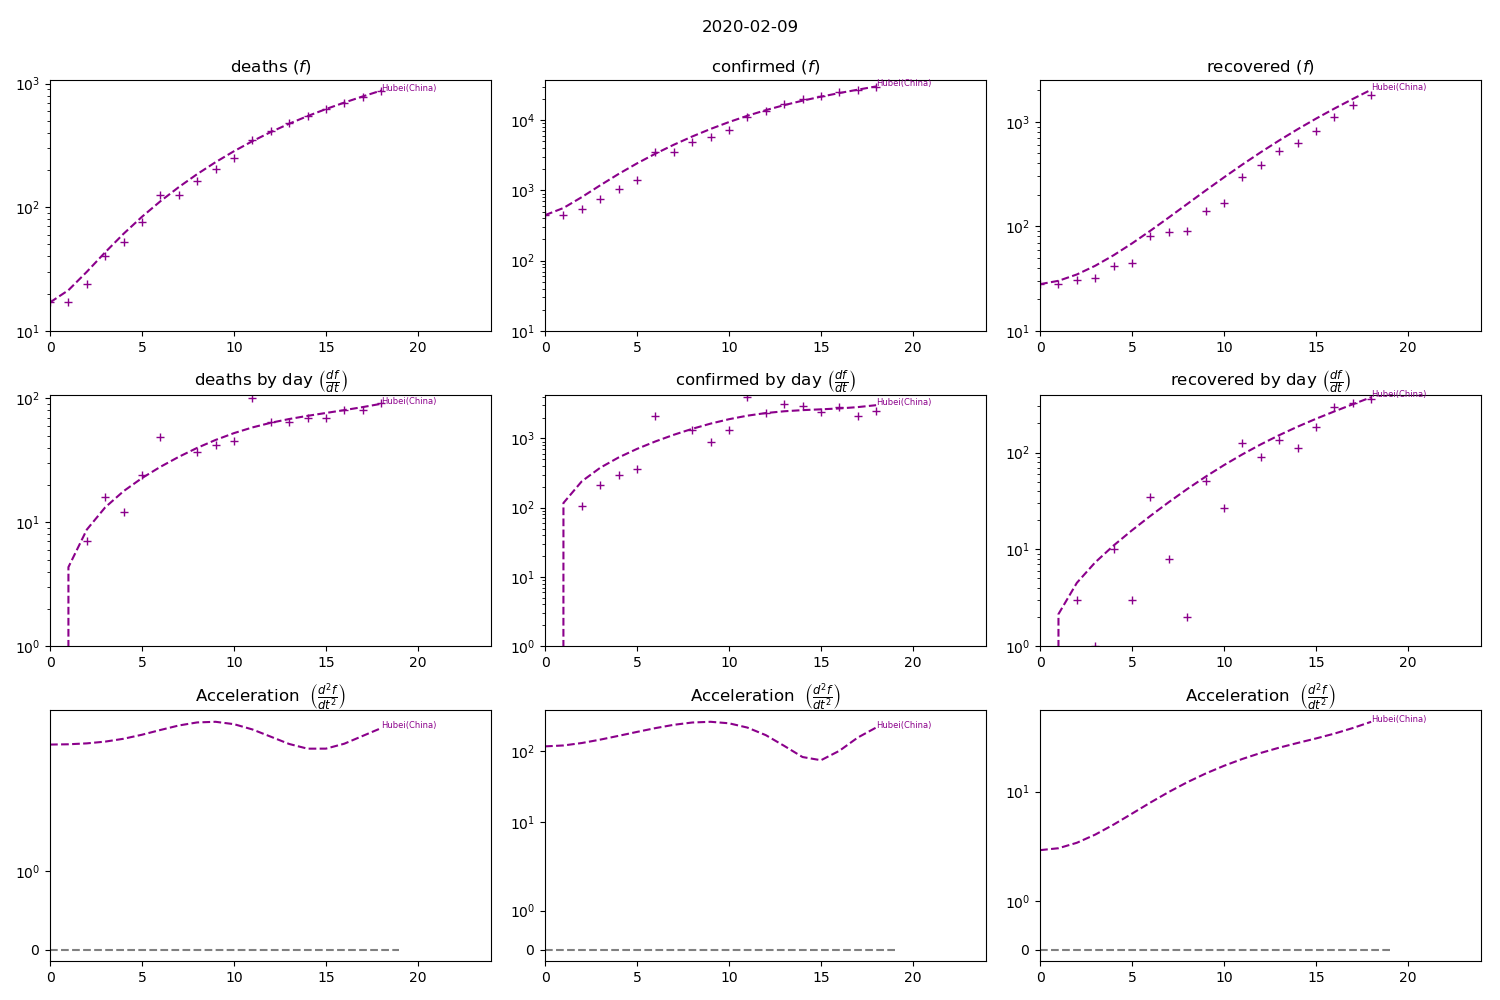 2020-02-09
deaths (f)
confirmed (f)
recovered (f)
10³
10²
10¹
0 5 10 15 20
Hubei(China)
10⁴
10³
10²
10¹
0 5 10 15 20
Hubei(China)
10³
10²
10¹
0 5 10 15 20
Hubei(China)
deaths by day (df/dt)
confirmed by day (df/dt)
recovered by day (df/dt)
10²
10¹
10⁰
0 5 10 15 20
Hubei(China)
10³
10²
10¹
10⁰
0 5 10 15 20
Hubei(China)
10²
10¹
10⁰
0 5 10 15 20
Hubei(China)
Acceleration (d²f/dt²)
Acceleration (d²f/dt²)
Acceleration (d²f/dt²)
10⁰
0
0 5 10 15 20
Hubei(China)
10²
10¹
10⁰
0
0 5 10 15 20
Hubei(China)
10¹
10⁰
0
0 5 10 15 20
Hubei(China)